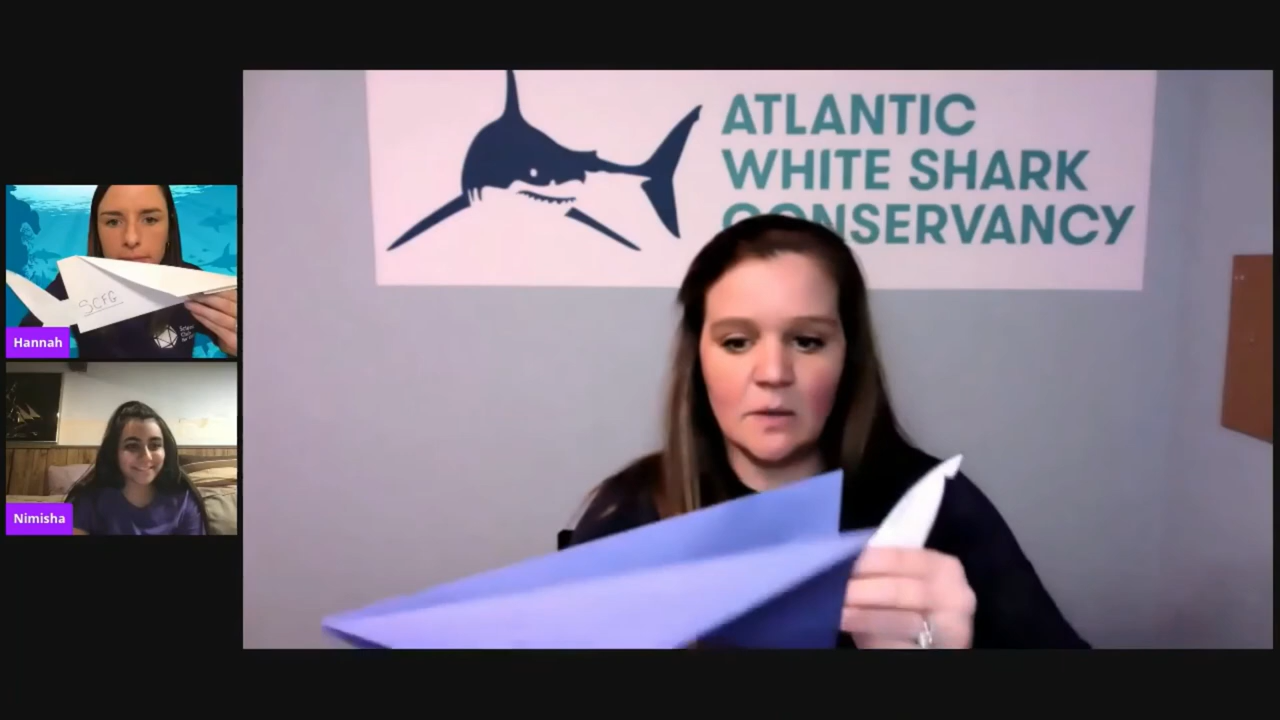 ATLANTIC
WHITE SHARK
CONSERVANCY
SCFG
Hannah
Nimisha